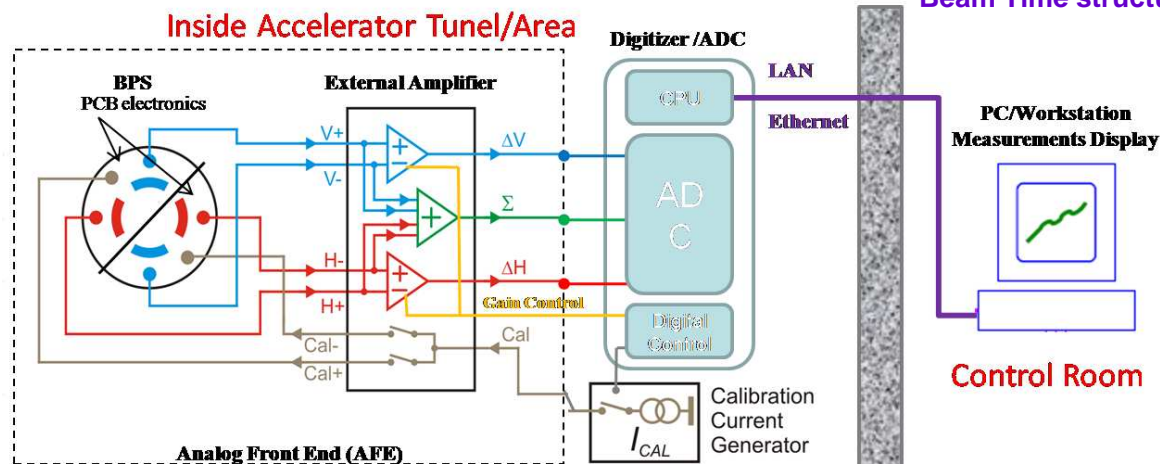 Beam Time structu
Inside Accelerator Tunel/Area
Digitizer /ADC
BPS
PCB electronics
External Amplifier
LAN
CPU
Ethernet
PC/Workstation
Measurements Display
V+
V-
ΔV
AD
C
Σ
H-
H+
ΔH
Gain Control
Digital
Control
Cal-
Cal+
Cal
Control Room
Calibration
Current
Generator
I CAL
Analog Front End (AFE)